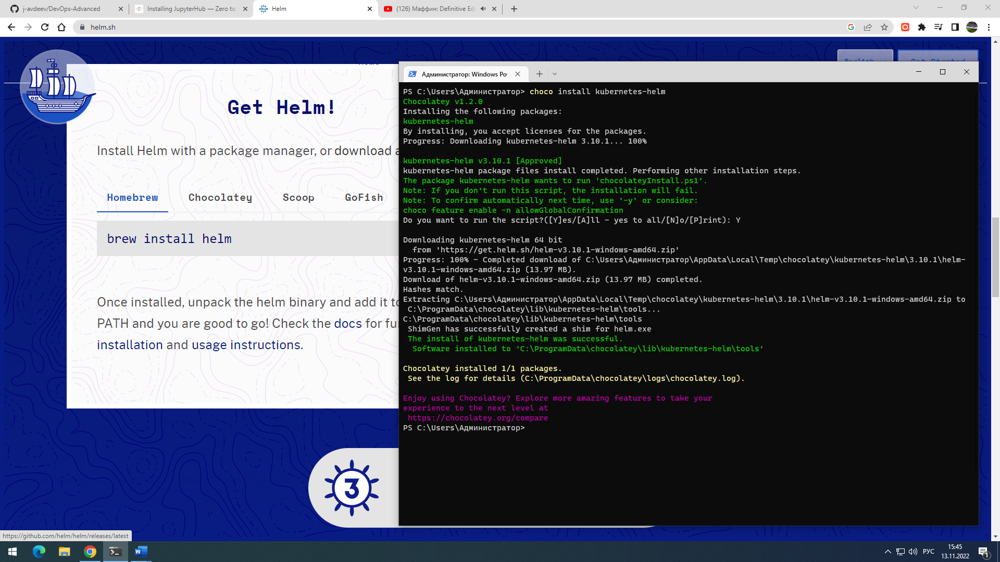 j-avdeev/DevOps-Advanced
Installing JupyterHub — Zero to
Helm
(126) Маффин: Definitive Ed
helm.sh
HELM
Get Helm!
Install Helm with a package manager, or download a
Homebrew Chocolatey Scoop GoFish
brew install helm
Once installed, unpack the helm binary and add it to
PATH and you are good to go! Check the docs for fu
installation and usage instructions.
3
https://github.com/helm/helm/releases/latest
Администратор: Windows Po
PS C:\Users\Администратор> choco install kubernetes-helm
Chocolatey v1.2.0
Installing the following packages:
kubernetes-helm
By installing, you accept licenses for the packages.
Progress: Downloading kubernetes-helm 3.10.1... 100%
kubernetes-helm v3.10.1 [Approved]
kubernetes-helm package files install completed. Performing other installation steps.
The package kubernetes-helm wants to run 'chocolateyInstall.ps1'.
Note: If you don't run this script, the installation will fail.
Note: To confirm automatically next time, use '-y' or consider:
choco feature enable -n allowGlobalConfirmation
Do you want to run the script?([Y]es/[A]ll - yes to all/[N]o/[P]rint): Y
Downloading kubernetes-helm 64 bit
from 'https://get.helm.sh/helm-v3.10.1-windows-amd64.zip'
Progress: 100% - Completed download of C:\Users\Администратор\AppData\Local\Temp\chocolatey\kubernetes-helm\3.10.1\helm-
v3.10.1-windows-amd64.zip (13.97 MB).
Download of helm-v3.10.1-windows-amd64.zip (13.97 MB) completed.
Hashes match.
Extracting C:\Users\Администратор\AppData\Local\Temp\chocolatey\kubernetes-helm\3.10.1\helm-v3.10.1-windows-amd64.zip to
C:\ProgramData\chocolatey\lib\kubernetes-helm\tools...
C:\ProgramData\chocolatey\lib\kubernetes-helm\tools
ShimGen has successfully created a shim for helm.exe
The install of kubernetes-helm was successful.
Software installed to 'C:\ProgramData\chocolatey\lib\kubernetes-helm\tools'
Chocolatey installed 1/1 packages.
See the log for details (C:\ProgramData\chocolatey\logs\chocolatey.log).
Enjoy using Chocolatey? Explore more amazing features to take your
experience to the next level at
https://chocolatey.org/compare
PS C:\Users\Администратор>
РУС
15:45
13.11.2022
1